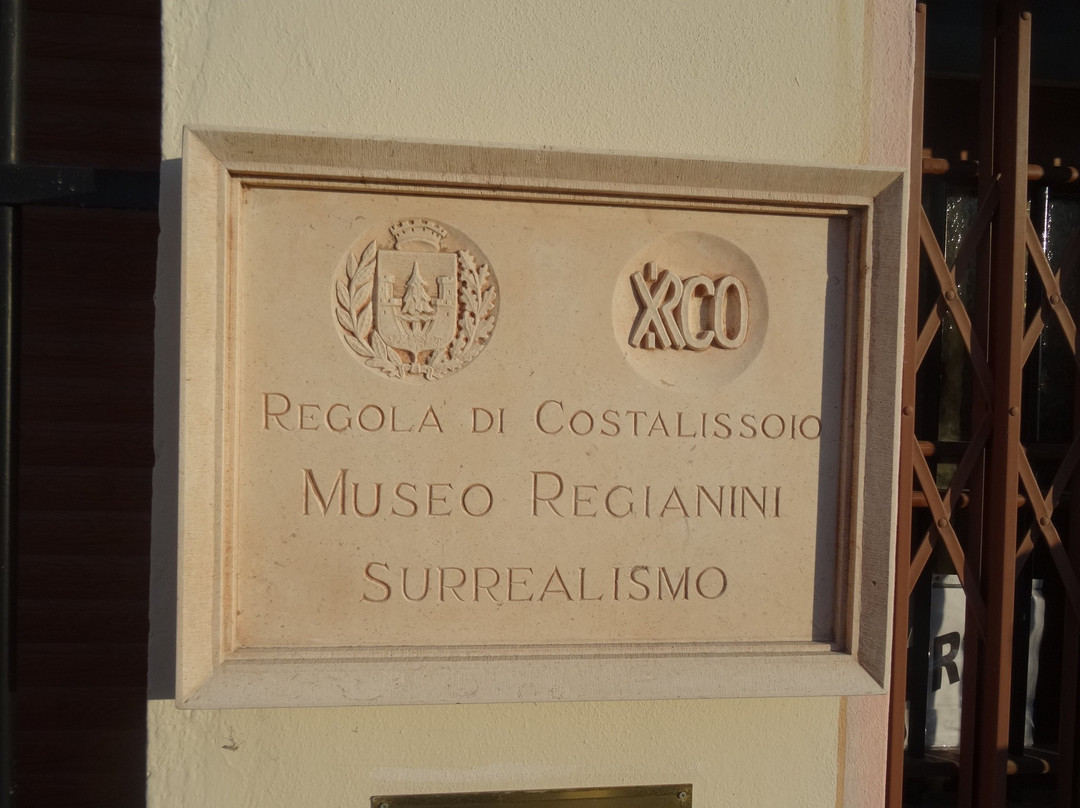 XRCO
REGOLA DI COSTALISSOIO
MUSEO REGIANINI
SURREALISMO
R